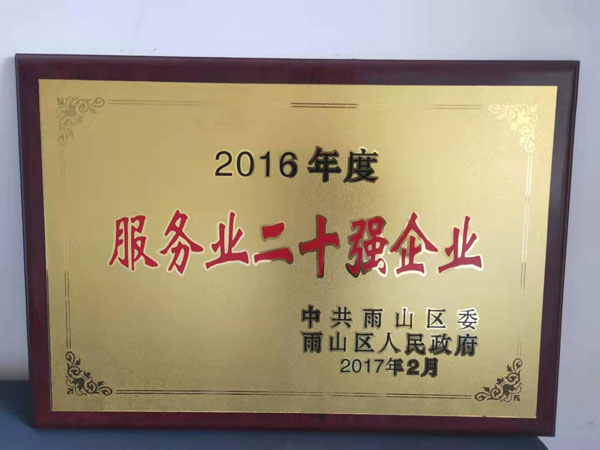 2016年度
服务业二十强企业
中共雨山区委
雨山区人民政府
2017年2月